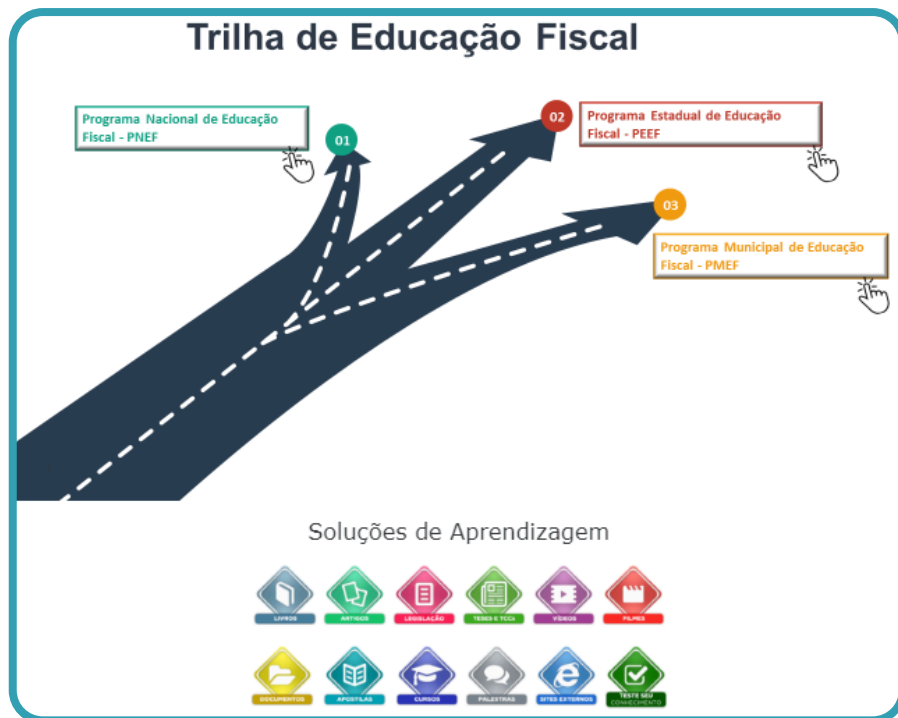 Trilha de Educação Fiscal
Programa Nacional de Educação
Fiscal - PNEF
01
02
Programa Estadual de Educação
Fiscal - PEEF
03
Programa Municipal de Educação
Fiscal - PMEF
Soluções de Aprendizagem
LIVROS
ARTIGOS
LEGISLAÇÃO
TESES E TCCs
VÍDEOS
FILMES
DOCUMENTOS
APOSTILAS
CURSOS
PALESTRAS
SITES EXTERNOS
TESTE SEU
CONHECIMENTO